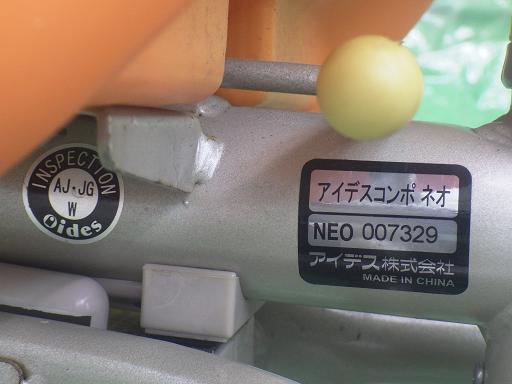 INSPECTION
AJ・JG
W
ides
アイデスコンポ ネオ
NEO 007329
アイデス株式会社
MADE IN CHINA